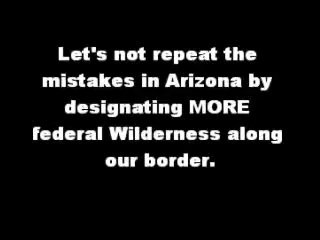 Let's not repeat the
mistakes in Arizona by
designating MORE
federal Wilderness along
our border.